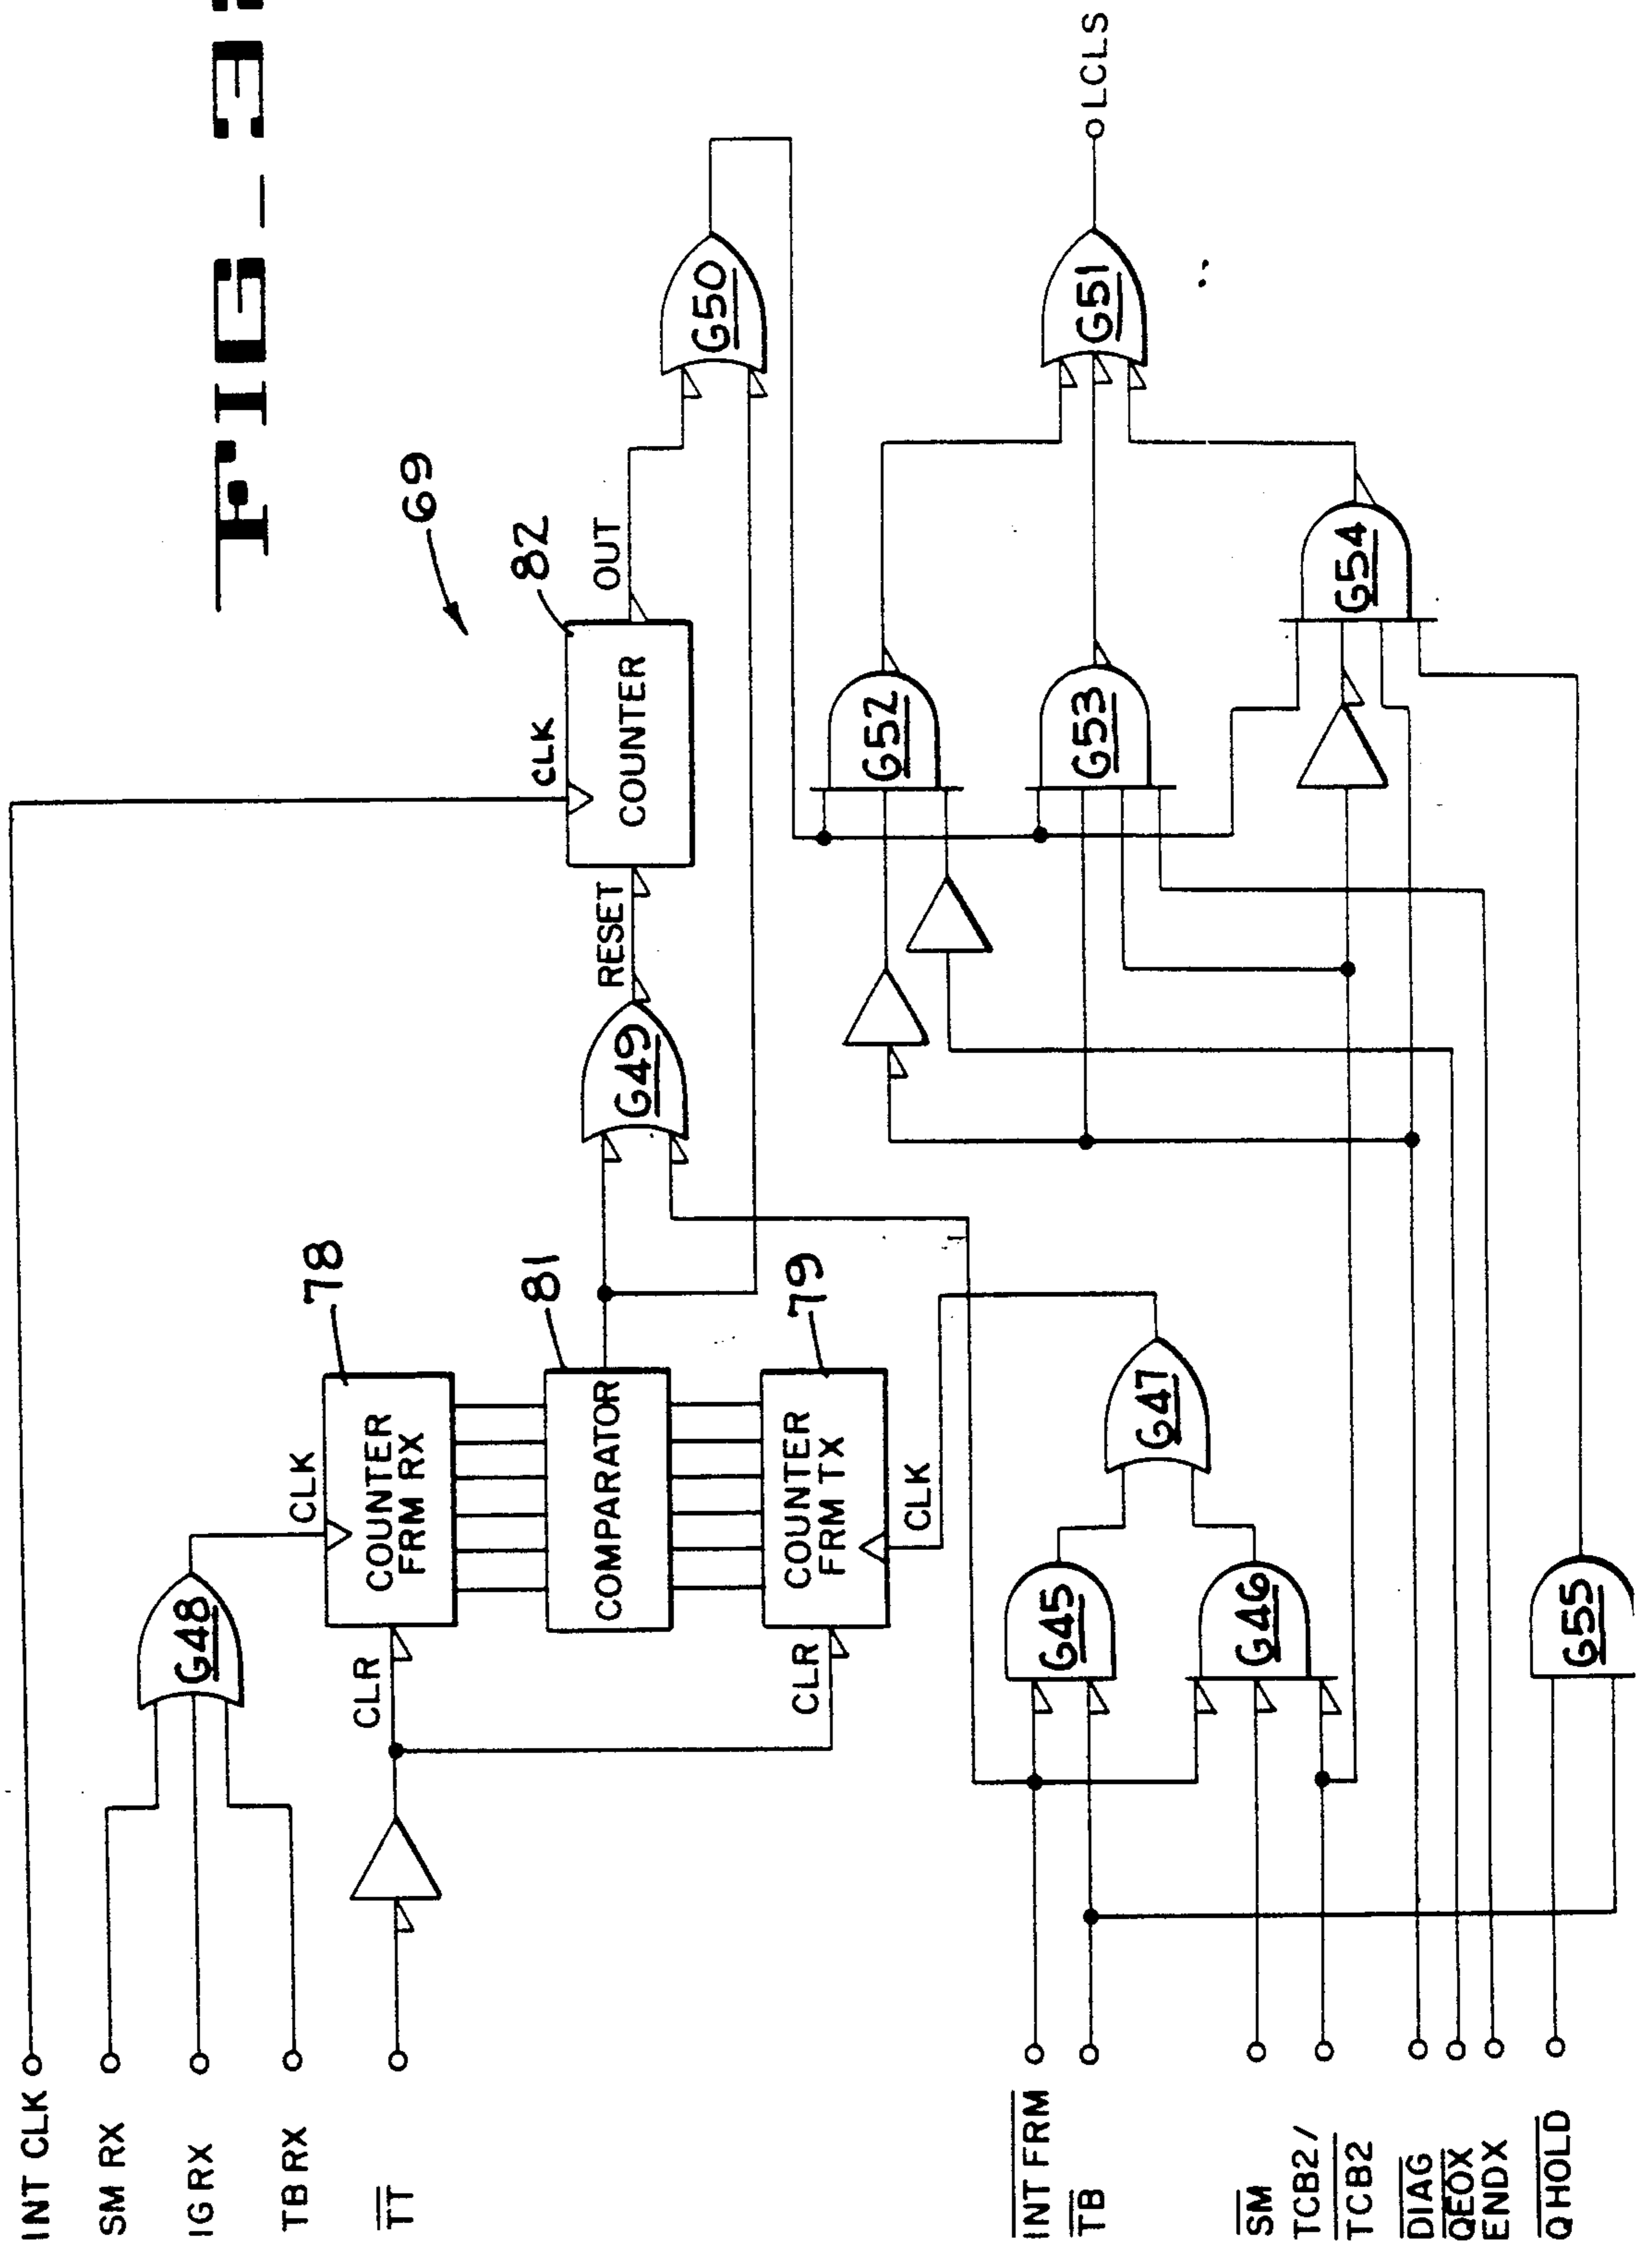 INT CLK
SM RX
IG RX
TB RX
TT
INT FRM
TB
SM
TCB2/
TCB2
DIAG
QEOX
ENDX
QHOLD
G48
CLR
CLR
CLK
COUNTER
FRM RX
78
COMPARATOR
81
COUNTER
FRM TX
79
CLK
G45
G46
G47
G55
G49
RESET
CLK
COUNTER
82
OUT
69
G50
G52
G53
G54
G51
LCLS